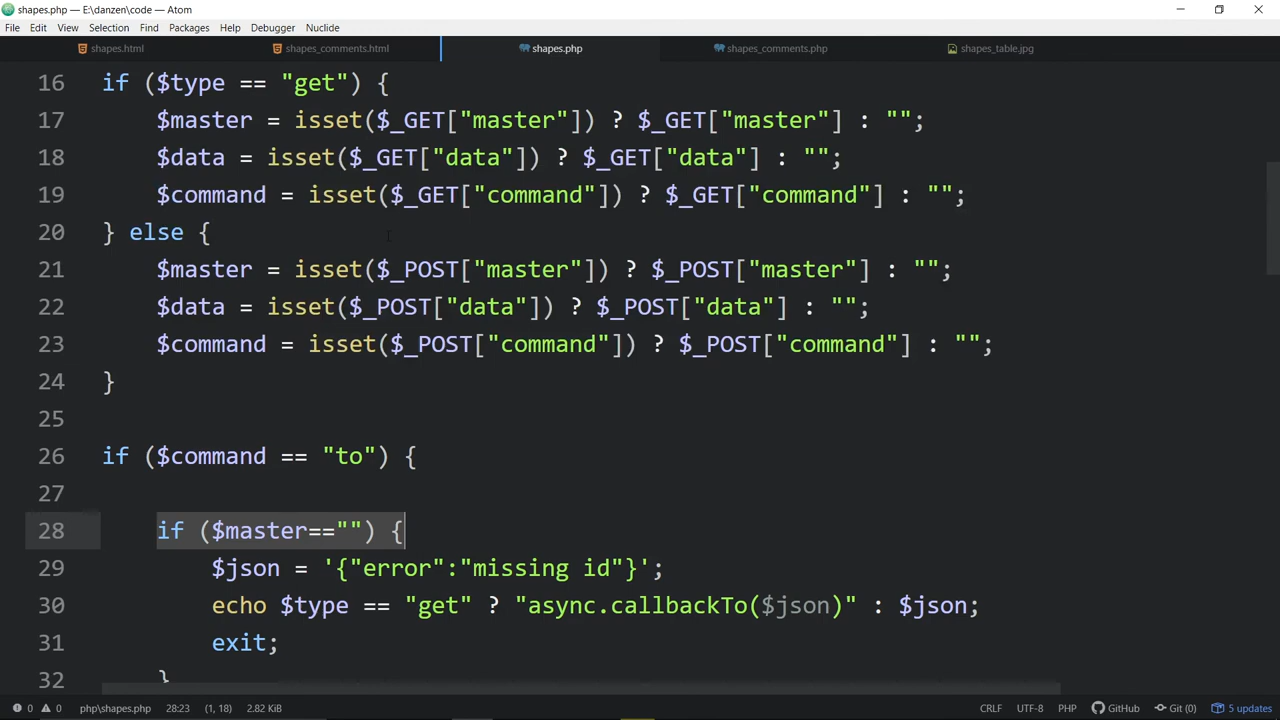 shapes.php — E:\danzen\code — Atom
File Edit View Selection Find Packages Help Debugger Nuclide
shapes.html shapes_comments.html shapes.php shapes_comments.php shapes_table.jpg
16 if ($type == "get") {
17 $master = isset($_GET["master"]) ? $_GET["master"] : "";
18 $data = isset($_GET["data"]) ? $_GET["data"] : "";
19 $command = isset($_GET["command"]) ? $_GET["command"] : "";
20 } else {
21 $master = isset($_POST["master"]) ? $_POST["master"] : "";
22 $data = isset($_POST["data"]) ? $_POST["data"] : "";
23 $command = isset($_POST["command"]) ? $_POST["command"] : "";
24 }
25
26 if ($command == "to") {
27
28 if ($master=="") {
29 $json = '{"error":"missing id"}';
30 echo $type == "get" ? "async.callbackTo($json)" : $json;
31 exit;
32 }
0 0 php\shapes.php 28:23 (1, 18) 2.82 KiB CRLF UTF-8 PHP GitHub Git (0) 5 updates